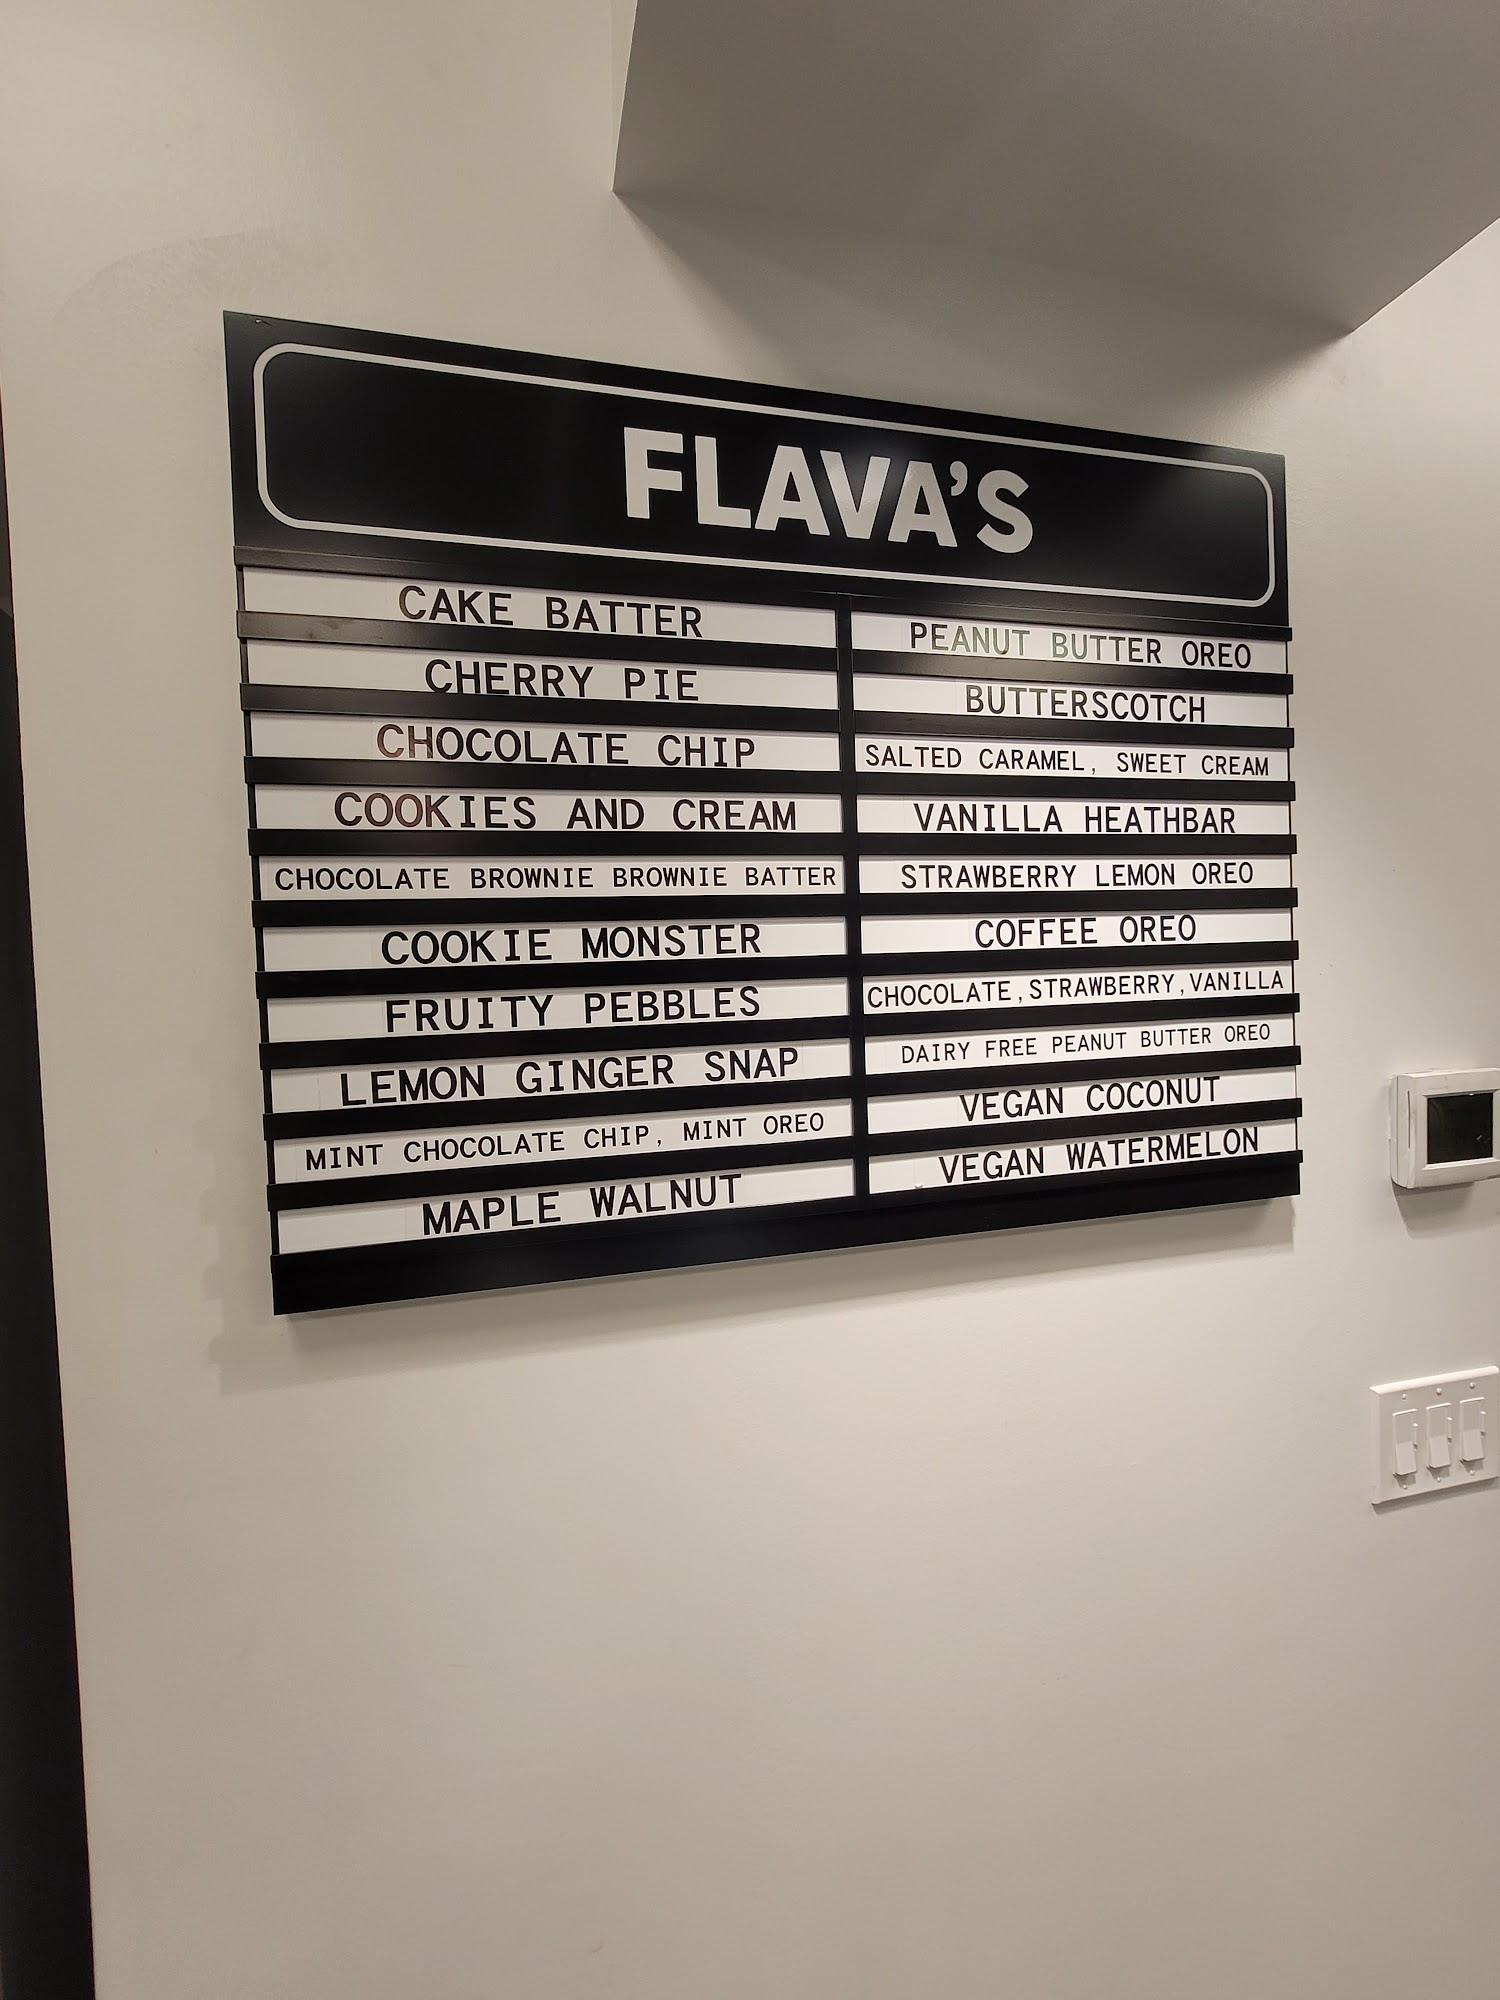 FLAVA'S
CAKE BATTER
CHERRY PIE
CHOCOLATE CHIP
COOKIES AND CREAM
CHOCOLATE BROWNIE BROWNIE BATTER
COOKIE MONSTER
FRUITY PEBBLES
LEMON GINGER SNAP
MINT CHOCOLATE CHIP, MINT OREO
MAPLE WALNUT
PEANUT BUTTER OREO
BUTTERSCOTCH
SALTED CARAMEL, SWEET CREAM
VANILLA HEATHBAR
STRAWBERRY LEMON OREO
COFFEE OREO
CHOCOLATE,STRAWBERRY,VANILLA
DAIRY FREE PEANUT BUTTER OREO
VEGAN COCONUT
VEGAN WATERMELON